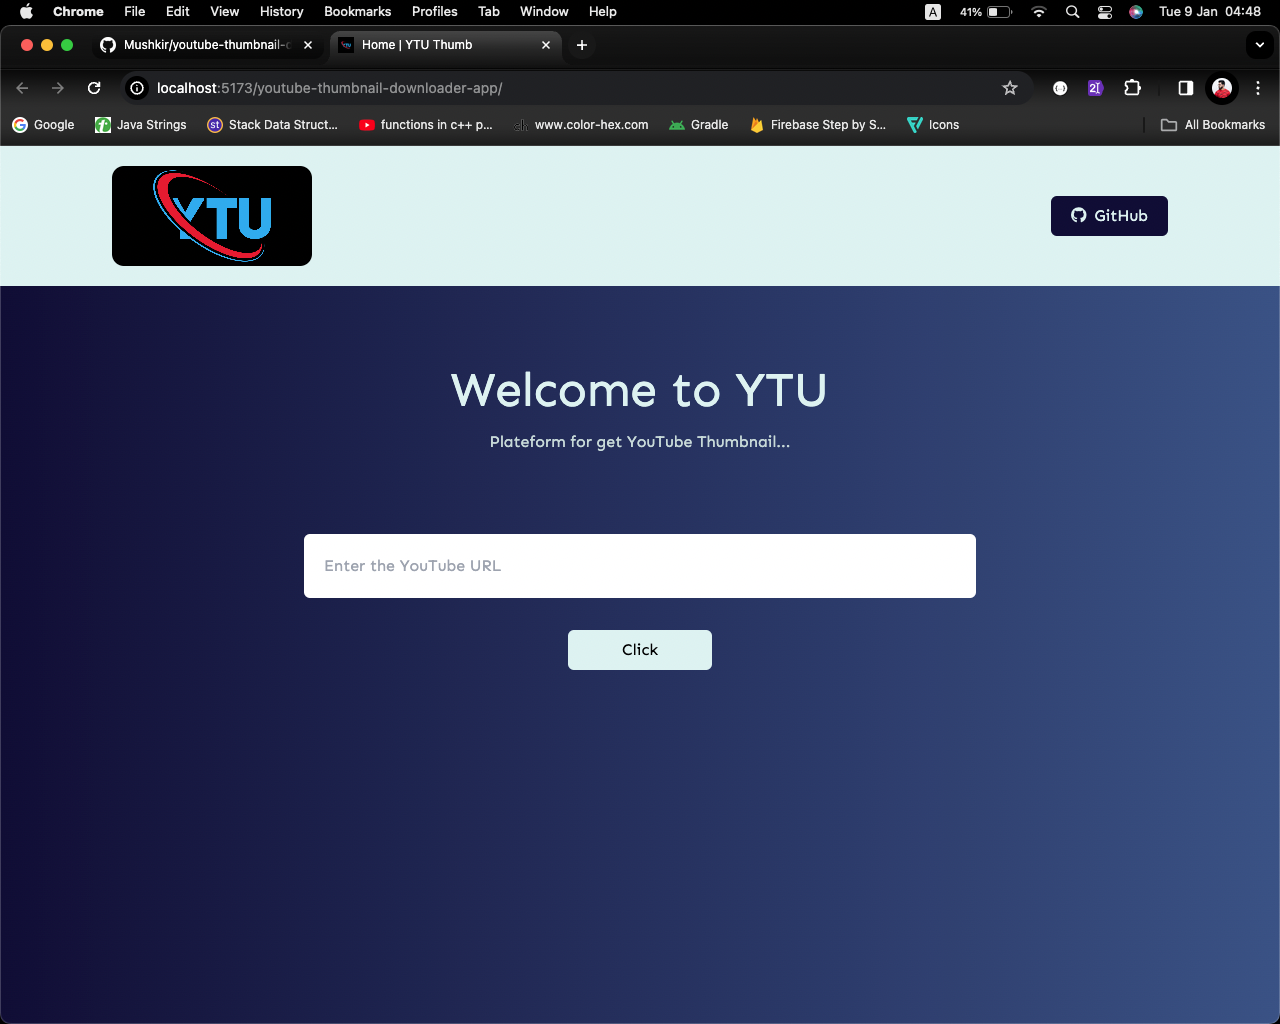 Chrome File Edit View History Bookmarks Profiles Tab Window Help A 41% Tue 9 Jan 04:48
Mushkir/youtube-thumbnail- Home | YTU Thumb
localhost:5173/youtube-thumbnail-downloader-app/
Google Java Strings st Stack Data Struct... functions in c++ p... ch www.color-hex.com Gradle Firebase Step by S... Icons All Bookmarks
YTU
GitHub
Welcome to YTU
Plateform for get YouTube Thumbnail...
Enter the YouTube URL
Click